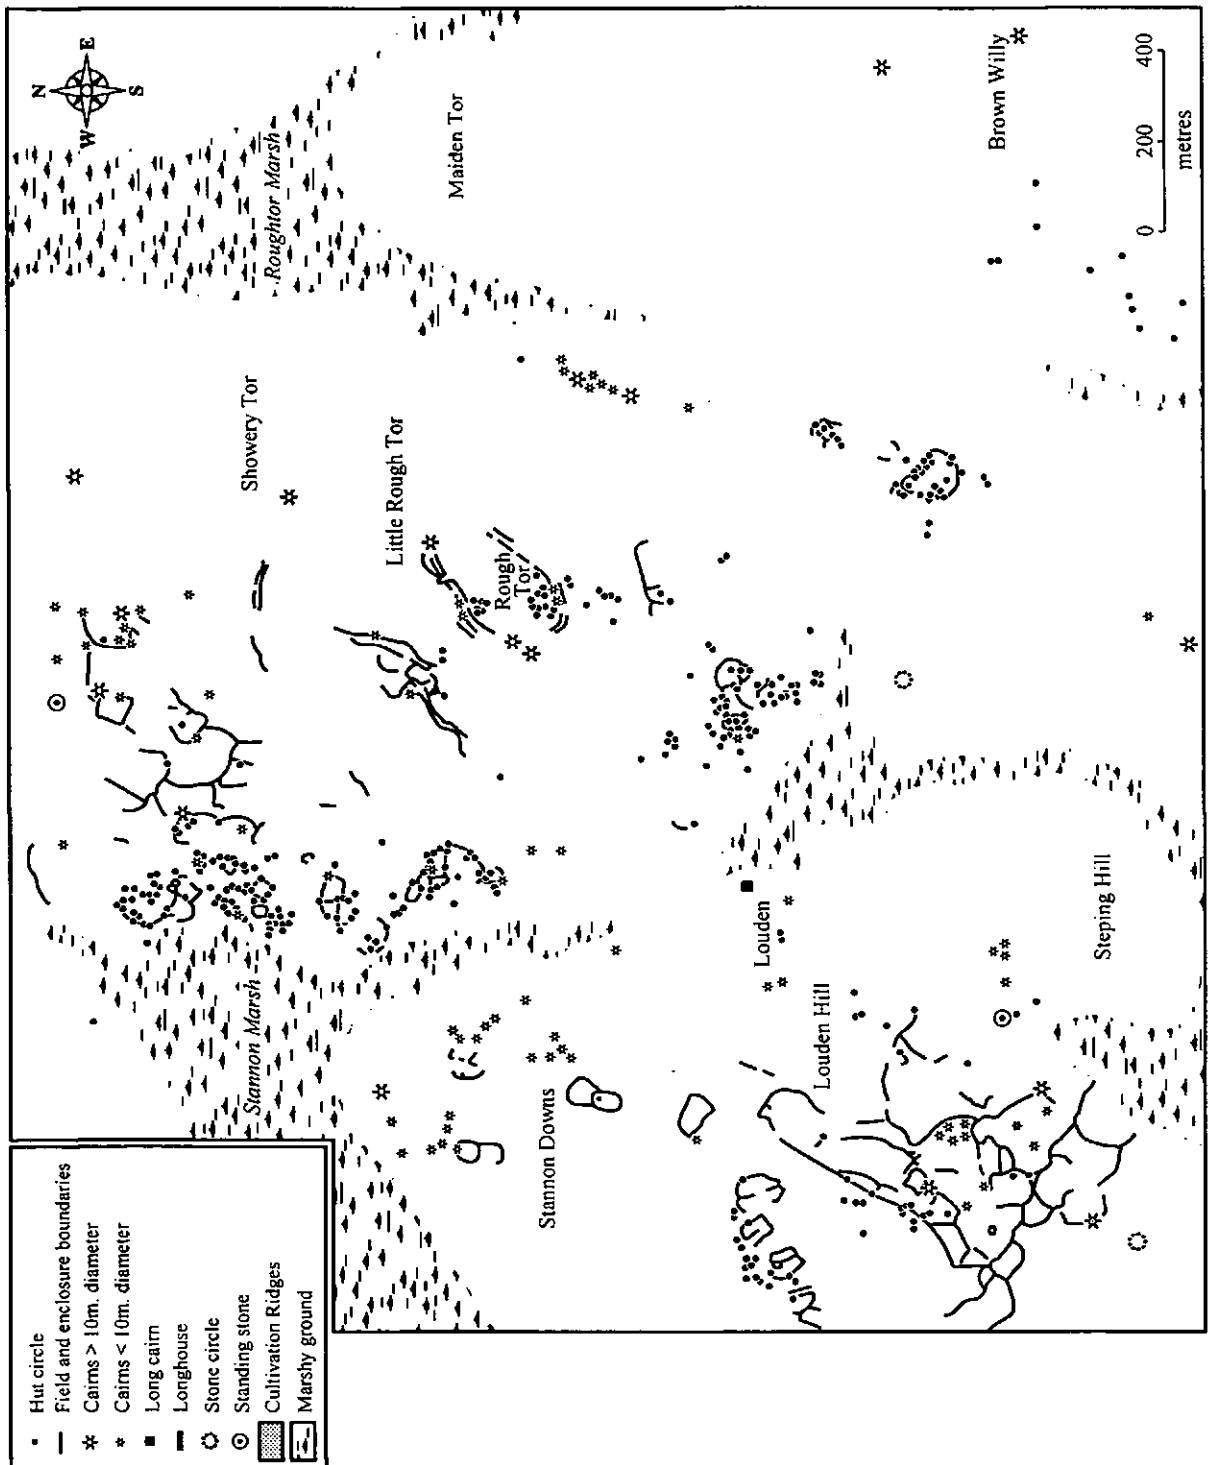 Hut circle
Field and enclosure boundaries
Cairns > 10m. diameter
Cairns < 10m. diameter
Long cairn
Longhouse
Stone circle
Standing stone
Cultivation Ridges
Marshy ground
N
E
S
W
Stannon Marsh
Roughtor Marsh
Showery Tor
Little Rough Tor
Rough
Tor
Maiden Tor
Stannon Downs
Louden
Louden Hill
Steping Hill
Brown Willy
0
200
400
metres